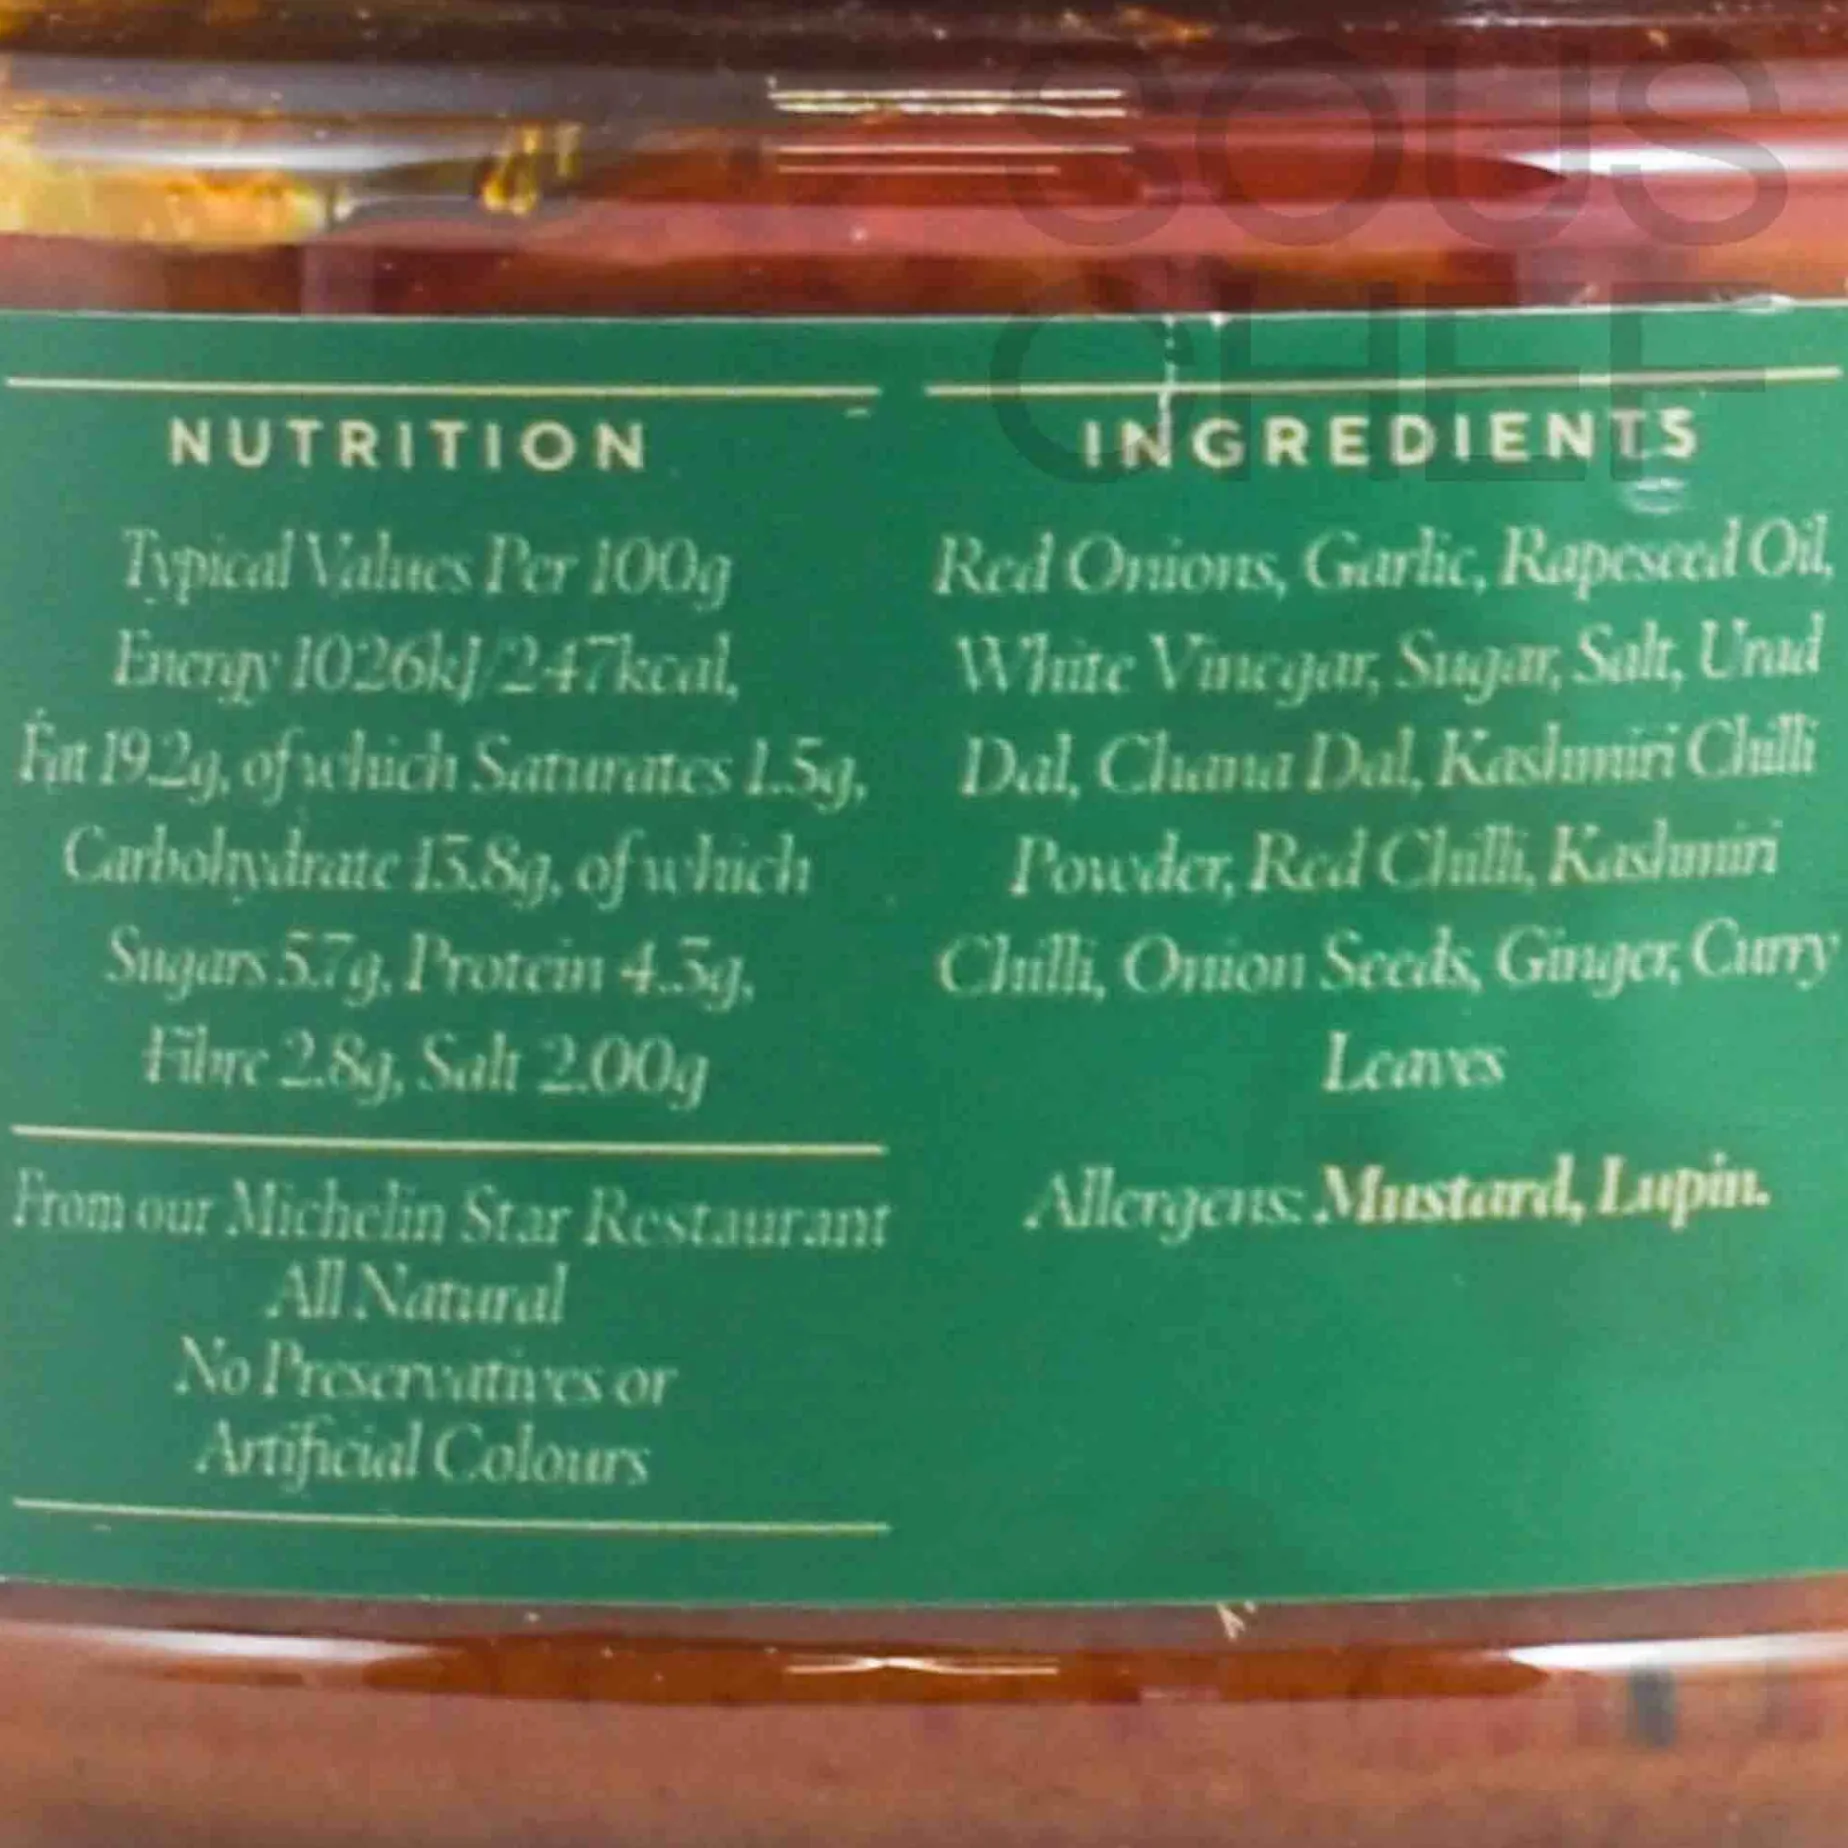 SOUS
CHEF
NUTRITION
Typical Values Per 100g
Energy 1026kJ/247kcal,
Fat 19.2g, of which Saturates 1.5g,
Carbohydrate 13.8g, of which
Sugars 5.7g, Protein 4.3g,
Fibre 2.8g, Salt 2.00g
From our Michelin Star Restaurant
All Natural
No Preservatives or
Artificial Colours
INGREDIENTS
Red Onions, Garlic, Rapeseed Oil,
White Vinegar, Sugar, Salt, Urad
Dal, Chana Dal, Kashmiri Chilli
Powder, Red Chilli, Kashmiri
Chilli, Onion Seeds, Ginger, Curry
Leaves
Allergens: Mustard, Lupin.